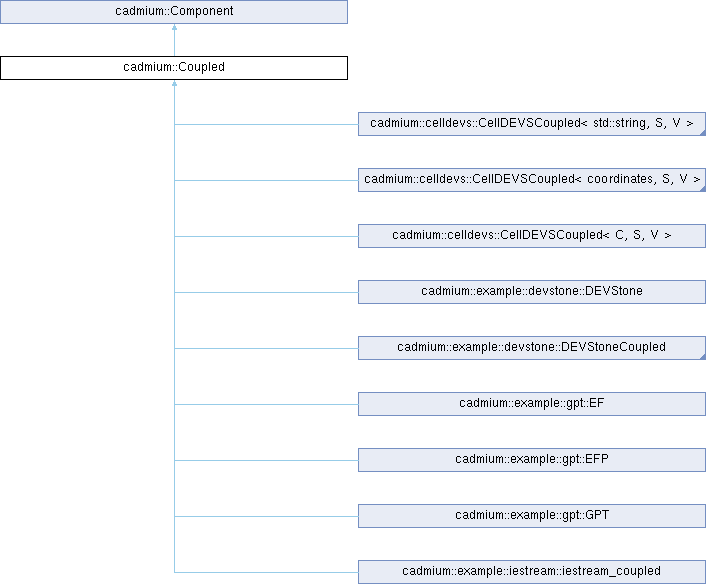 cadmium::Component
cadmium::Coupled
cadmium::celldevs::CellDEVSCoupled< std::string, S, V >
cadmium::celldevs::CellDEVSCoupled< coordinates, S, V >
cadmium::celldevs::CellDEVSCoupled< C, S, V >
cadmium::example::devstone::DEVStone
cadmium::example::devstone::DEVStoneCoupled
cadmium::example::gpt::EF
cadmium::example::gpt::EFP
cadmium::example::gpt::GPT
cadmium::example::iestream::iestream_coupled